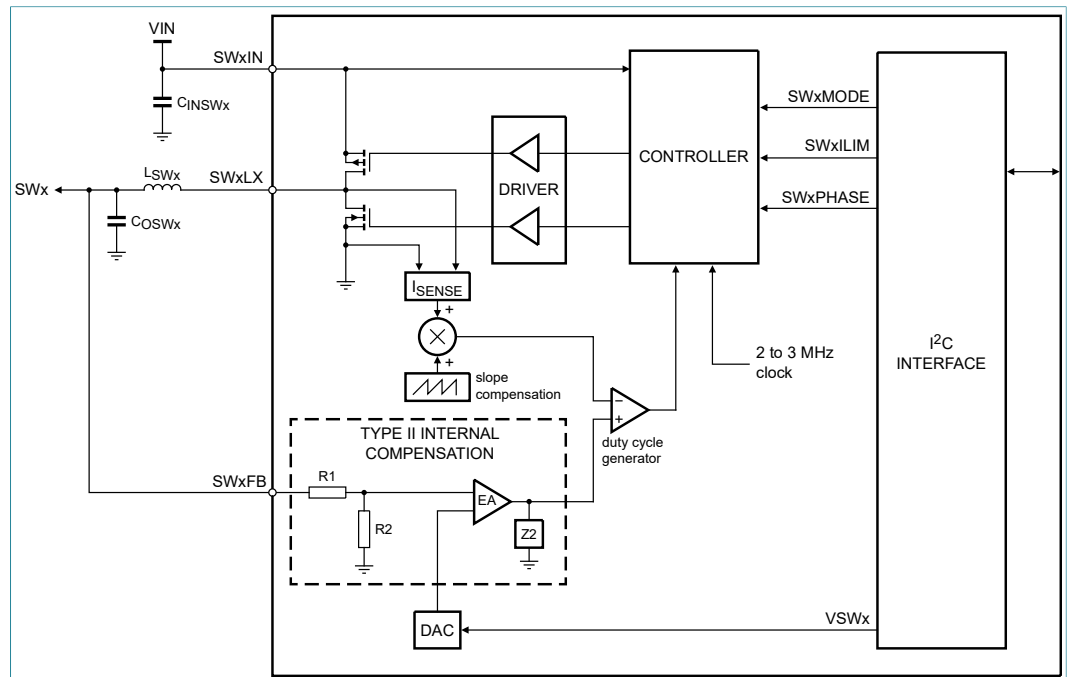 VIN
SWxIN
CINSWx
SWxMODE
CONTROLLER
SWxILIM
SWxPHASE
DRIVER
LSWx
SWxLX
SWx
COSWx
ISENSE
+
+
slope
compensation
2 to 3 MHz
clock
I2C
INTERFACE
−
+
duty cycle
generator
TYPE II INTERNAL
COMPENSATION
SWxFB
R1
R2
EA
Z2
DAC
VSWx